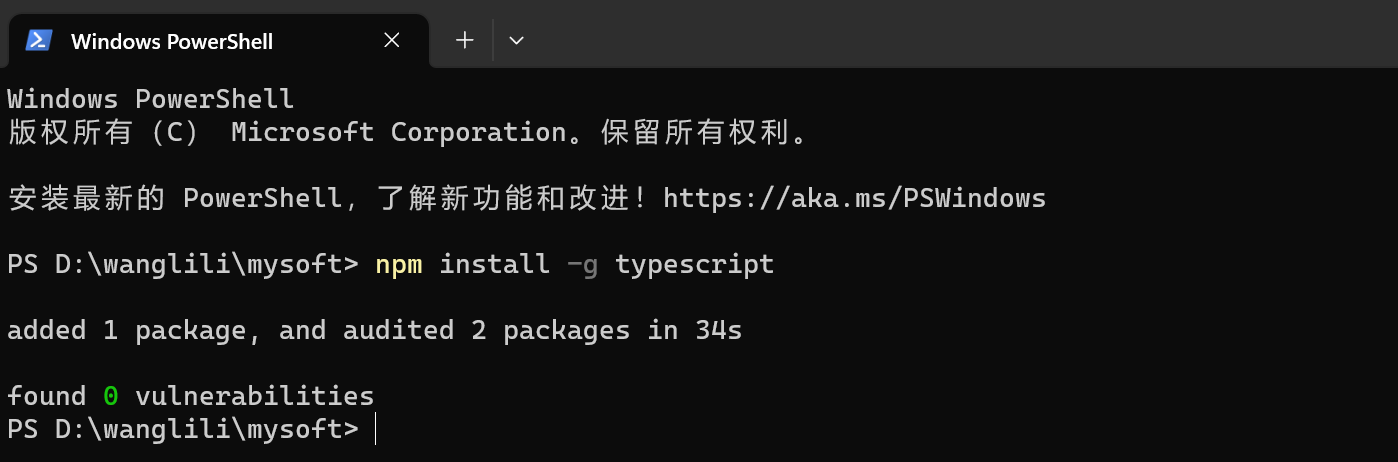 Windows PowerShell
Windows PowerShell
版权所有（C） Microsoft Corporation。保留所有权利。
安装最新的 PowerShell，了解新功能和改进！https://aka.ms/PSWindows
PS D:\wanglili\mysoft> npm install -g typescript
added 1 package, and audited 2 packages in 34s
found 0 vulnerabilities
PS D:\wanglili\mysoft>